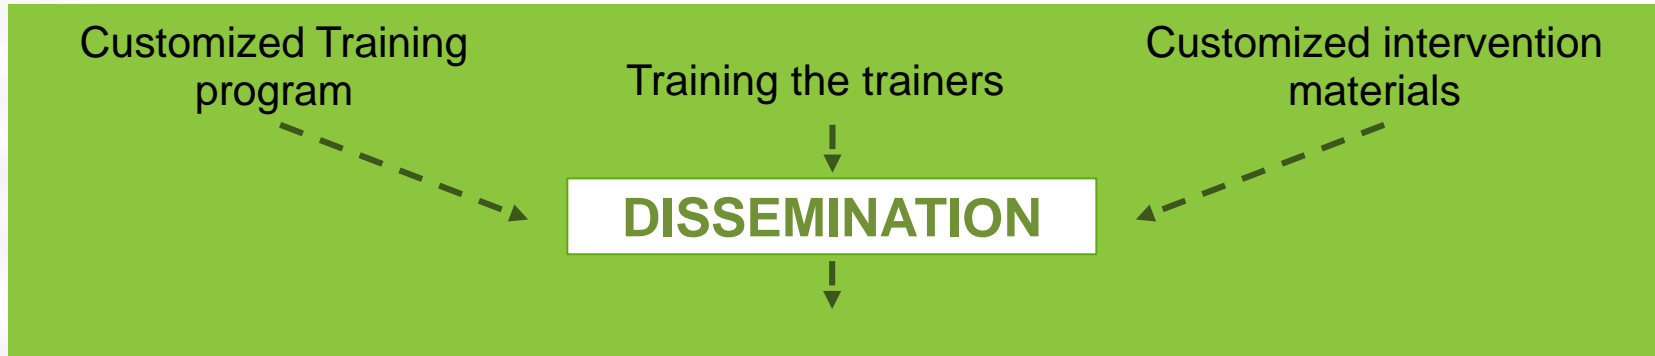 Customized Training
program
Training the trainers
Customized intervention
materials
DISSEMINATION